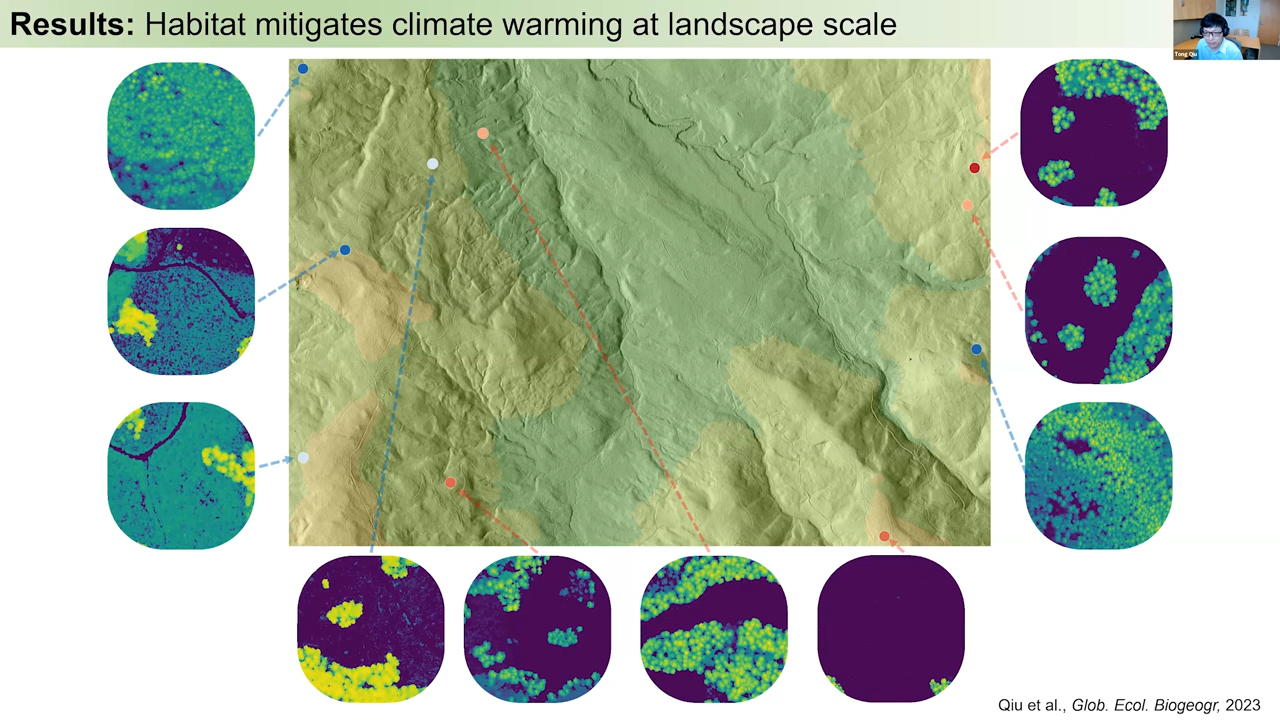 Results: Habitat mitigates climate warming at landscape scale
Tong Qiu
Qiu et al., Glob. Ecol. Biogeogr, 2023